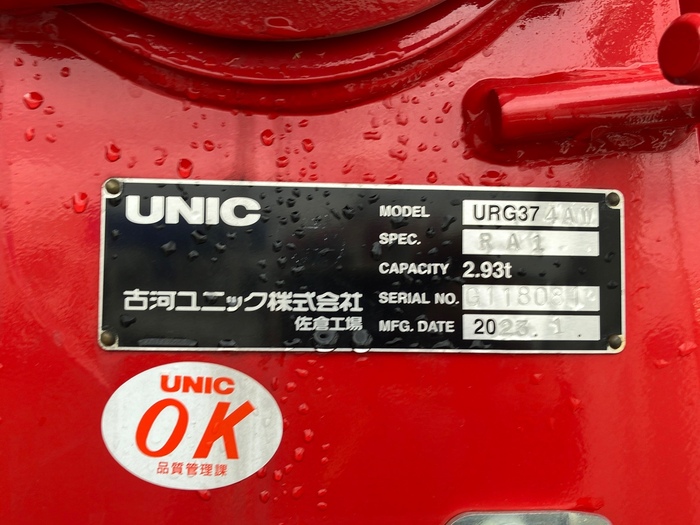 UNIC
MODEL URG374AW
SPEC. RA1
CAPACITY 2.93t
SERIAL NO.
MFG. DATE 2023.1
古河ユニック株式会社
佐倉工場
UNIC
OK
品質管理課